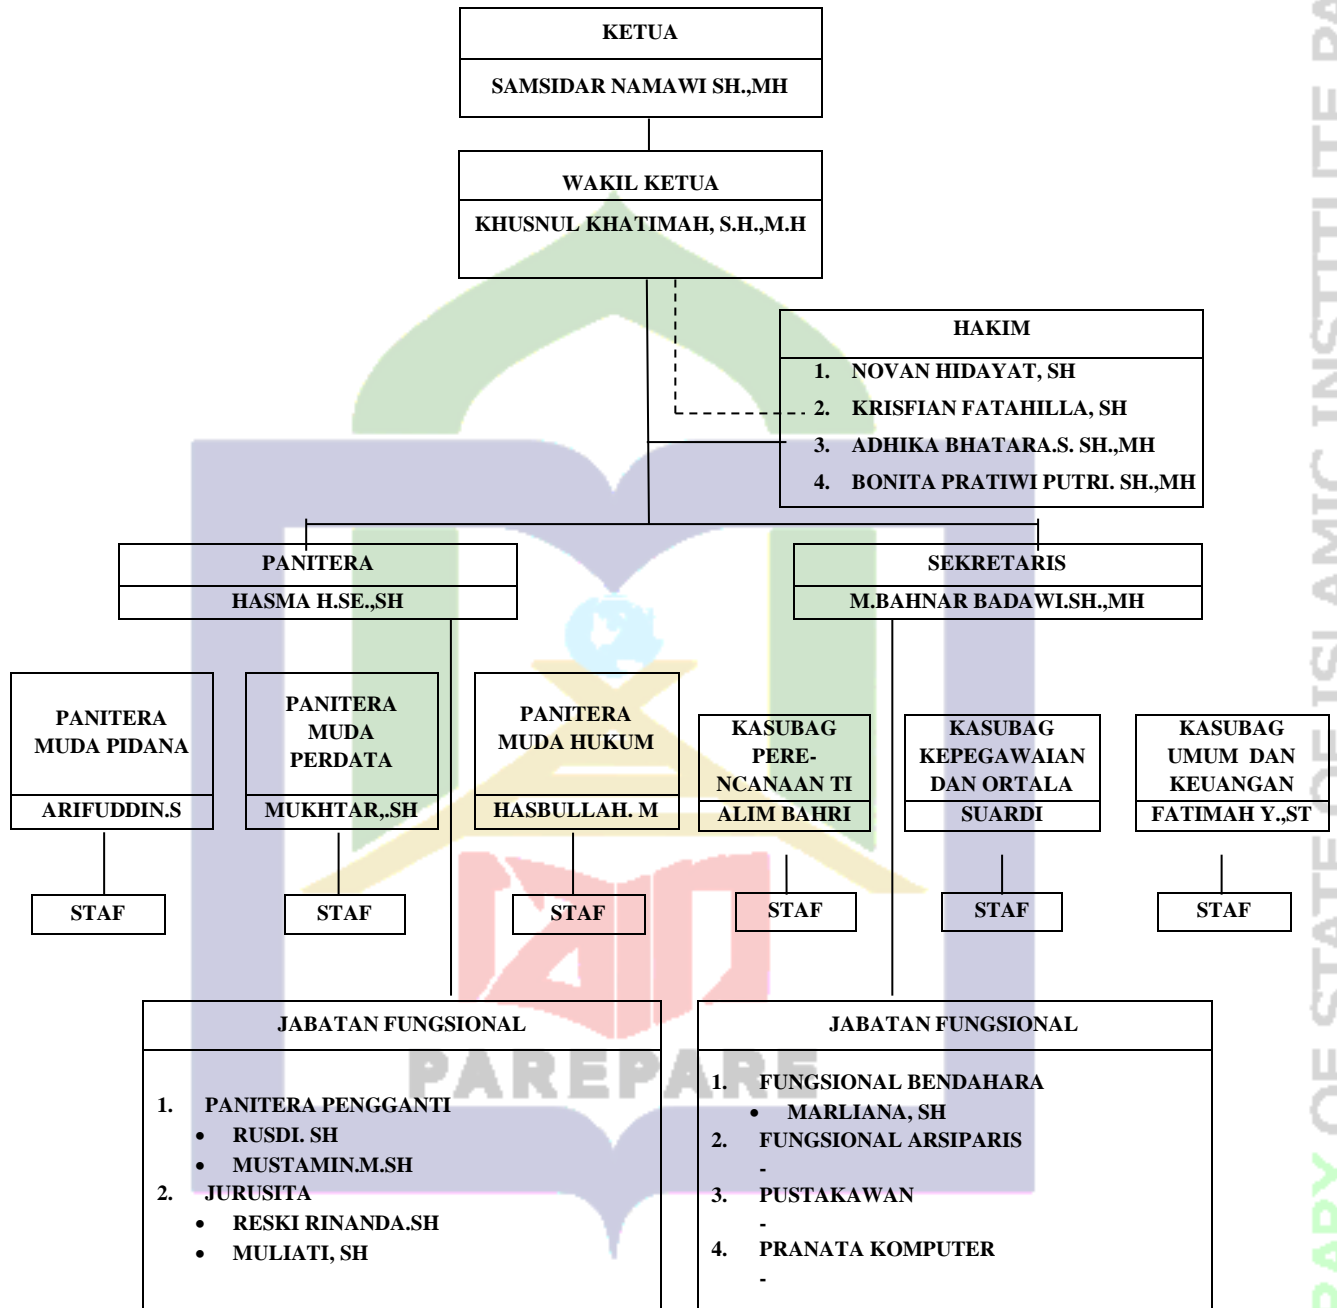 KETUA
SAMSIDAR NAMAWI SH.,MH
WAKIL KETUA
KHUSNUL KHATIMAH, S.H.,M.H
HAKIM
1. NOVAN HIDAYAT, SH
2. KRISFIAN FATAHILLA, SH
3. ADHIKA BHATARA.S. SH.,MH
4. BONITA PRATIWI PUTRI. SH.,MH
PANITERA
HASMA H.SE.,SH
SEKRETARIS
M.BAHNAR BADAWI.SH.,MH
PANITERA
MUDA PIDANA
ARIFUDDIN.S
STAF
PANITERA
MUDA
PERDATA
MUKHTAR,.SH
STAF
PANITERA
MUDA HUKUM
HASBULLAH. M
STAF
KASUBAG
PERE-
NCANAAN TI
ALIM BAHRI
STAF
KASUBAG
KEPEGAWAIAN
DAN ORTALA
SUARDI
STAF
KASUBAG
UMUM DAN
KEUANGAN
FATIMAH Y.,ST
STAF
JABATAN FUNGSIONAL
1. PANITERA PENGGANTI
• RUSDI. SH
• MUSTAMIN.M.SH
2. JURUSITA
• RESKI RINANDA.SH
• MULIATI, SH
JABATAN FUNGSIONAL
1. FUNGSIONAL BENDAHARA
• MARLIANA, SH
2. FUNGSIONAL ARSIPARIS
-
3. PUSTAKAWAN
-
4. PRANATA KOMPUTER
-
PAREPARE
OF STATE OF ISLAMIC INSTITUTE